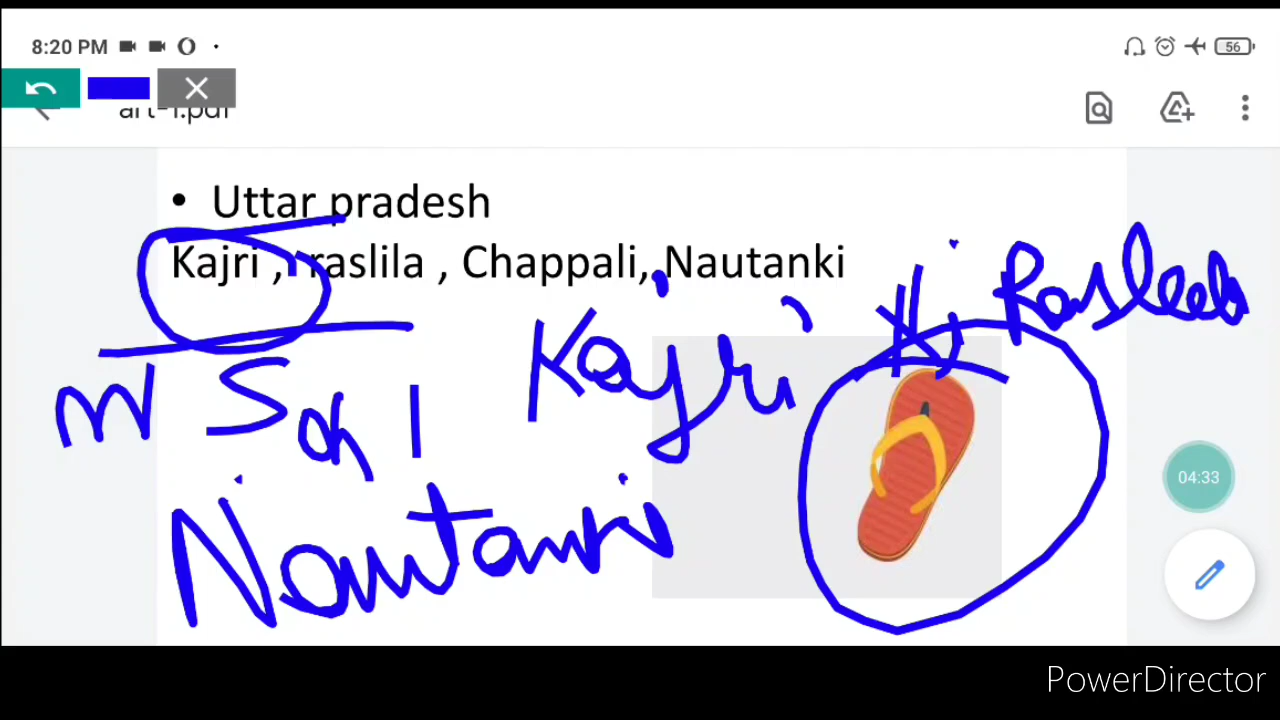 8:20 PM
56
art-1.pdf
• Uttar pradesh
Kajri , raslila , Chappali, Nautanki
Kajri Ki Rasleela
Nautanki
04:33
PowerDirector